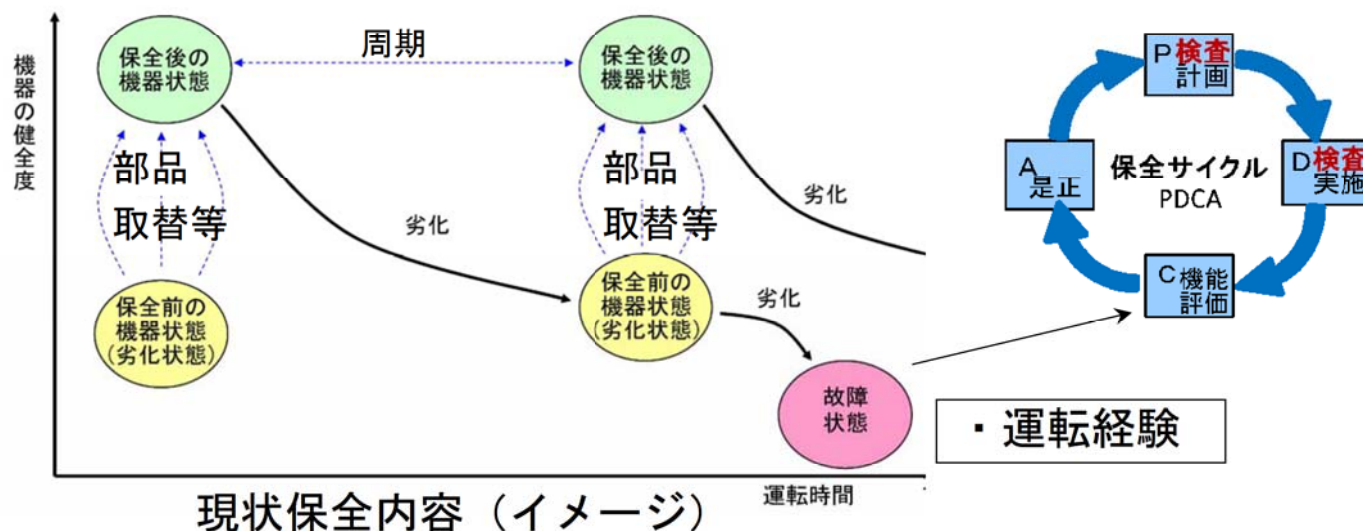 機器の健全度
保全後の
機器状態
周期
保全後の
機器状態
部品
取替等
部品
取替等
劣化
劣化
保全前の
機器状態
(劣化状態)
保全前の
機器状態
(劣化状態)
劣化
故障
状態
運転時間
現状保全内容（イメージ）
P検査
計画
D検査
実施
C機能
評価
A
是正
保全サイクル
PDCA
・運転経験